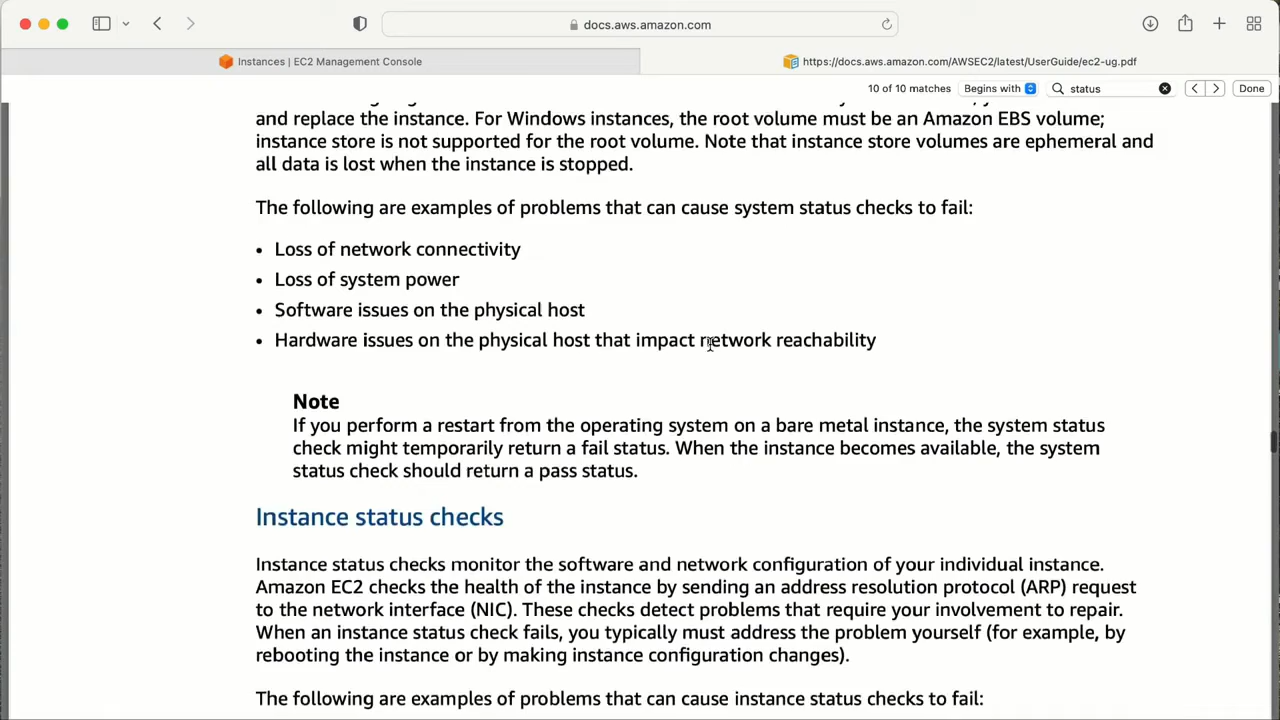 docs.aws.amazon.com
Instances | EC2 Management Console
https://docs.aws.amazon.com/AWSEC2/latest/UserGuide/ec2-ug.pdf
10 of 10 matches
Begins with
status
Done
and replace the instance. For Windows instances, the root volume must be an Amazon EBS volume;
instance store is not supported for the root volume. Note that instance store volumes are ephemeral and
all data is lost when the instance is stopped.
The following are examples of problems that can cause system status checks to fail:
• Loss of network connectivity
• Loss of system power
• Software issues on the physical host
• Hardware issues on the physical host that impact network reachability
Note
If you perform a restart from the operating system on a bare metal instance, the system status
check might temporarily return a fail status. When the instance becomes available, the system
status check should return a pass status.
Instance status checks
Instance status checks monitor the software and network configuration of your individual instance.
Amazon EC2 checks the health of the instance by sending an address resolution protocol (ARP) request
to the network interface (NIC). These checks detect problems that require your involvement to repair.
When an instance status check fails, you typically must address the problem yourself (for example, by
rebooting the instance or by making instance configuration changes).
The following are examples of problems that can cause instance status checks to fail: